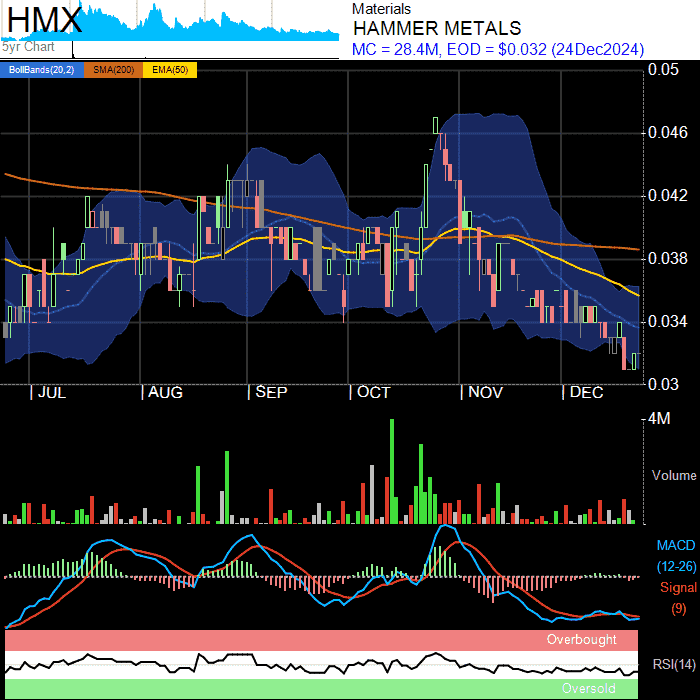 HMX
5yr Chart
Materials
HAMMER METALS
MC = 28.4M, EOD = $0.032 (24Dec2024)
BollBands(20,2) SMA(200) EMA(50)
0.05
0.046
0.042
0.038
0.034
0.03
JUL AUG SEP OCT NOV DEC
4M
Volume
MACD
(12-26)
Signal
(9)
Overbought
RSI(14)
Oversold